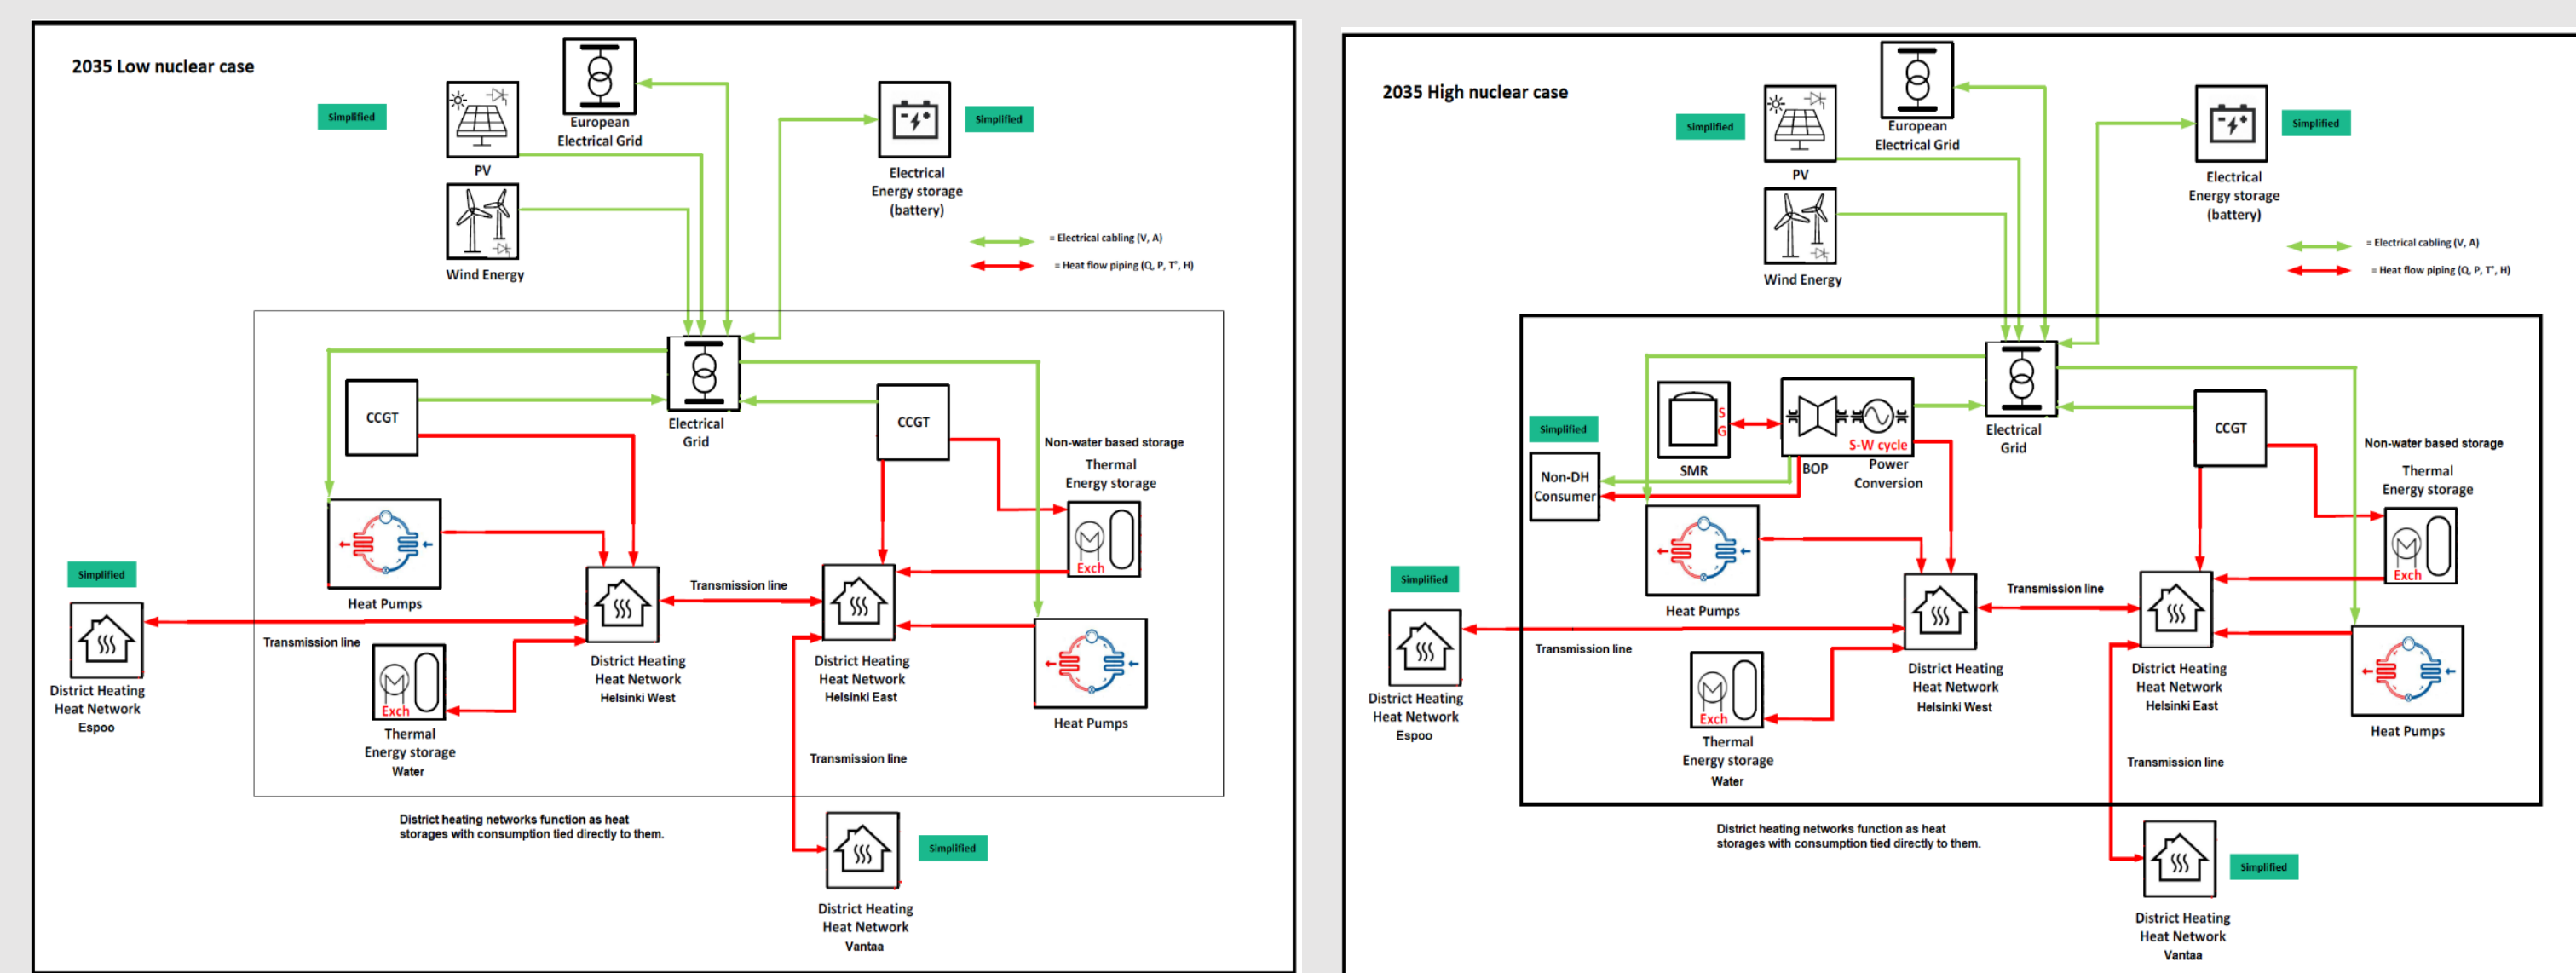 2035 Low nuclear case
Simplified
PV
Wind Energy
European
Electrical Grid
Electrical
Energy storage
(battery)
Simplified
= Electrical cabling (V, A)
= Heat flow piping (Q, P, T°, H)
CCGT
Electrical
Grid
CCGT
Non-water based storage
Thermal
Energy storage
Exch
Heat Pumps
Simplified
District Heating
Heat Network
Espoo
Transmission line
Exch
Thermal
Energy storage
Water
District Heating
Heat Network
Helsinki West
Transmission line
District Heating
Heat Network
Helsinki East
Heat Pumps
Transmission line
District heating networks function as heat
storages with consumption tied directly to them.
Simplified
District Heating
Heat Network
Vantaa
2035 High nuclear case
Simplified
PV
Wind Energy
European
Electrical Grid
Electrical
Energy storage
(battery)
Simplified
= Electrical cabling (V, A)
= Heat flow piping (Q, P, T°, H)
Simplified
Non-DH
Consumer
S
G
SMR
S-W cycle
BOP
Power
Conversion
Electrical
Grid
CCGT
Non-water based storage
Thermal
Energy storage
Exch
Heat Pumps
Simplified
District Heating
Heat Network
Espoo
Transmission line
Exch
Thermal
Energy storage
Water
District Heating
Heat Network
Helsinki West
Transmission line
District Heating
Heat Network
Helsinki East
Heat Pumps
Transmission line
District heating networks function as heat
storages with consumption tied directly to them.
Simplified
District Heating
Heat Network
Vantaa